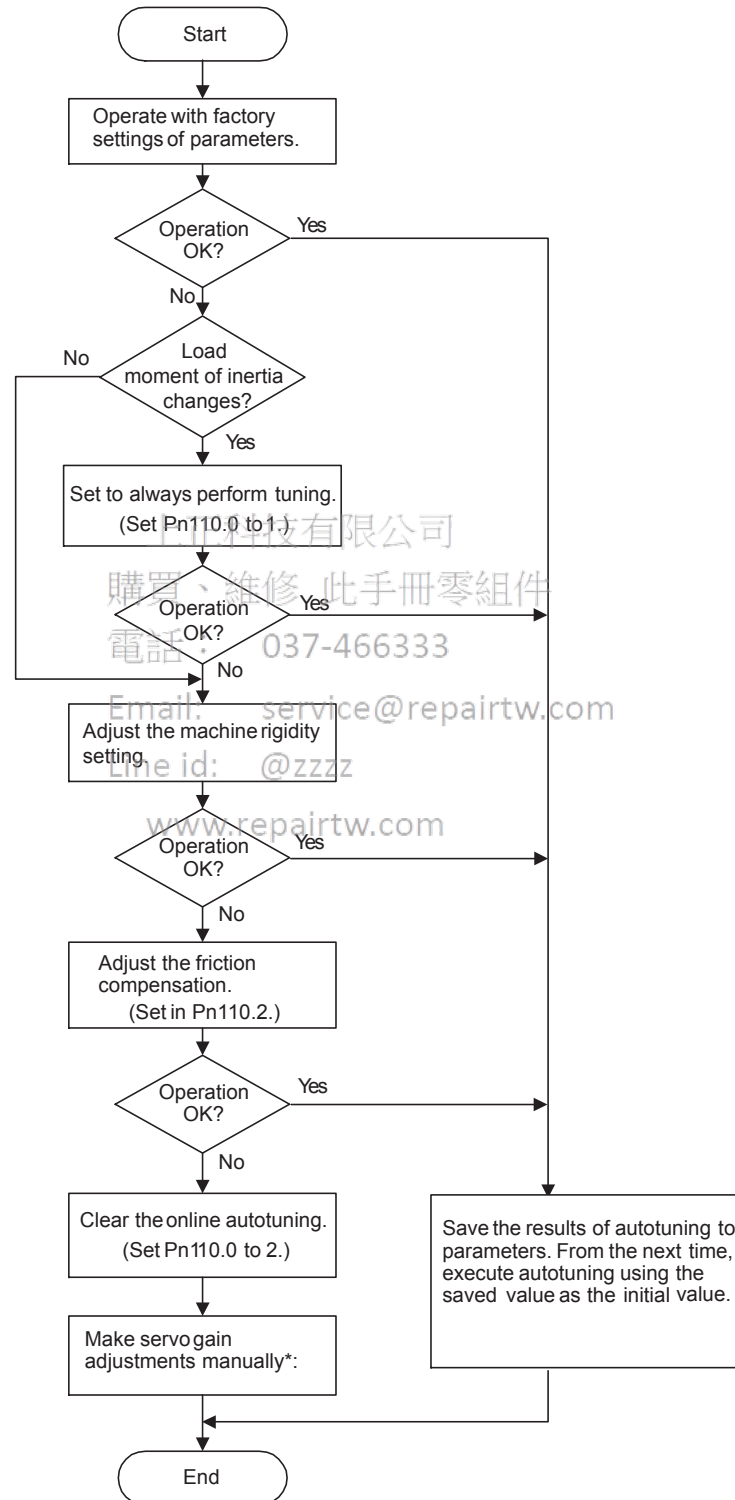 Start
Operate with factory
settings of parameters.
Operation
OK?
Yes
No
Load
moment of inertia
changes?
No
Yes
Set to always perform tuning.
(Set Pn110.0 to 1.)
科技有限公司
購買、維修 此手冊零組件
Operation
OK?
Yes
電話： 037-466333
No
Email: service@repairtw.com
Adjust the machine rigidity
setting.
Line id: @zzzz
www.repairtw.com
Operation
OK?
Yes
No
Adjust the friction
compensation.
(Set in Pn110.2.)
Operation
OK?
Yes
No
Clear the online autotuning.
(Set Pn110.0 to 2.)
Save the results of autotuning to
parameters. From the next time,
execute autotuning using the
saved value as the initial value.
Make servo gain
adjustments manually*:
End